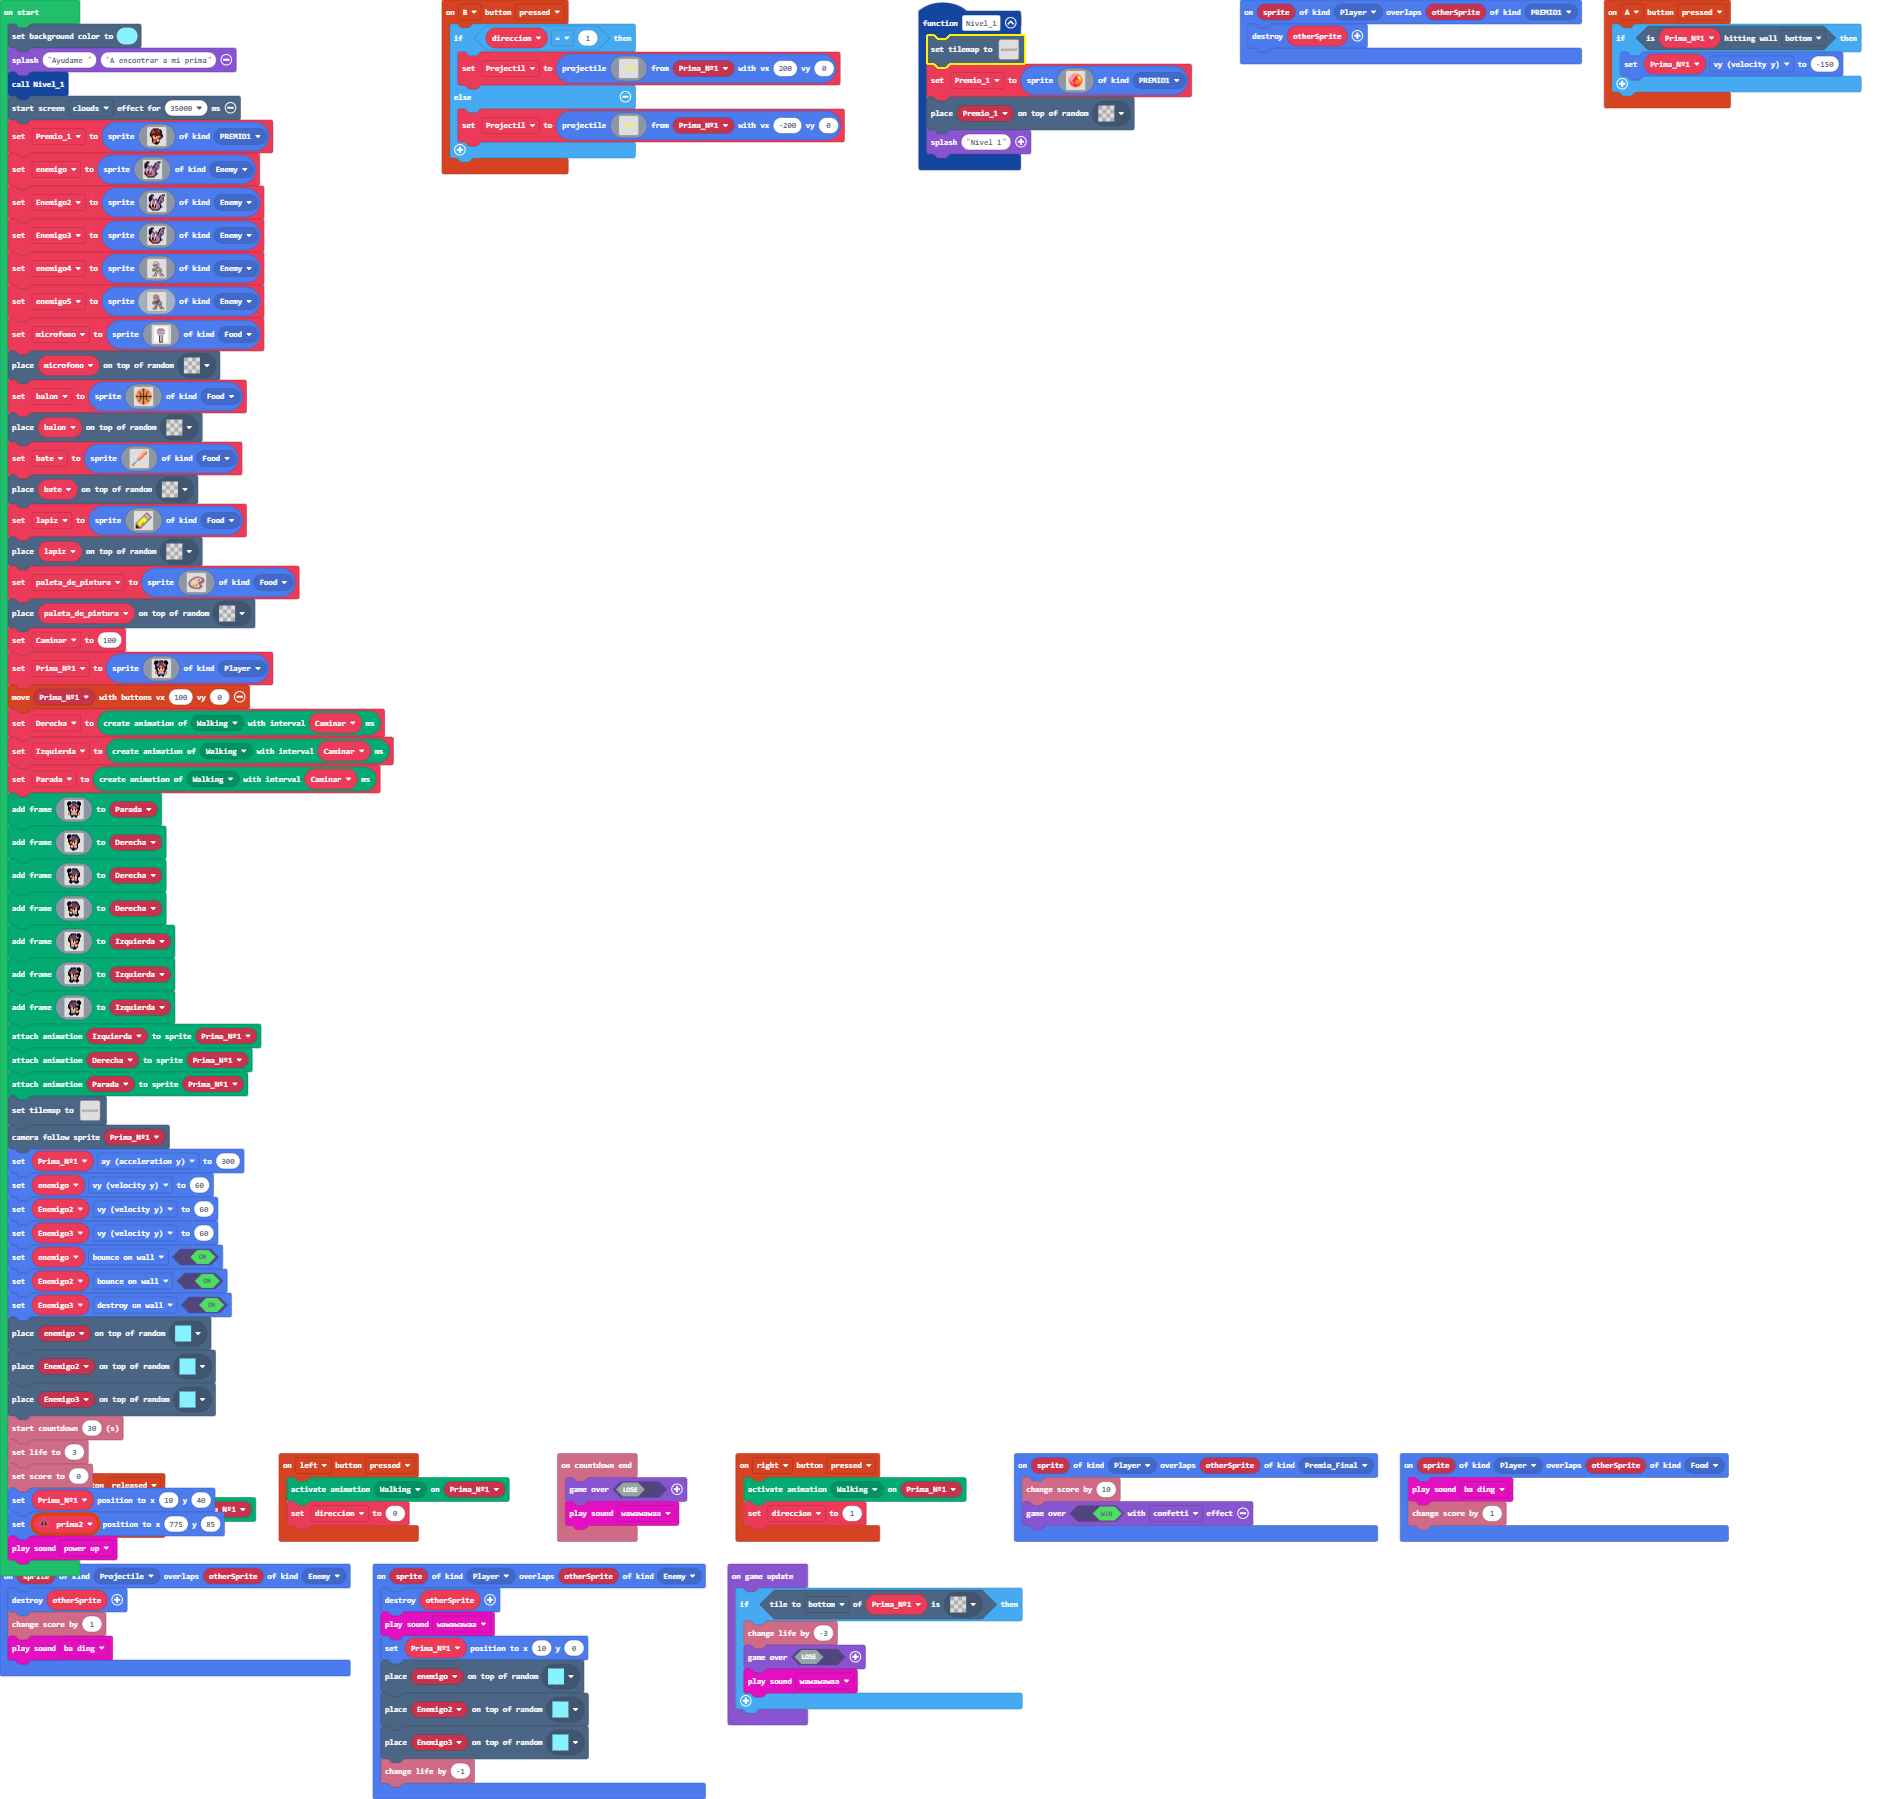 on start
set background color to
splash "Ayudame " "A encontrar a mi prima"
call Nivel_1
start screen clouds effect for 35000 ms
set Premio_1 to sprite of kind PREMIO1
set enemigo to sprite of kind Enemy
set Enemigo2 to sprite of kind Enemy
set Enemigo3 to sprite of kind Enemy
set enemigo4 to sprite of kind Enemy
set enemigo5 to sprite of kind Enemy
set microfono to sprite of kind Food
place microfono on top of random
set balon to sprite of kind Food
place balon on top of random
set bate to sprite of kind Food
place bate on top of random
set lapiz to sprite of kind Food
place lapiz on top of random
set paleta_de_pintura to sprite of kind Food
place paleta_de_pintura on top of random
set Caminar to 100
set Prima_Nº1 to sprite of kind Player
move Prima_Nº1 with buttons vx 100 vy 0
set Derecha to create animation of Walking with interval Caminar ms
set Izquierda to create animation of Walking with interval Caminar ms
set Parada to create animation of Walking with interval Caminar ms
add frame to Parada
add frame to Derecha
add frame to Derecha
add frame to Derecha
add frame to Izquierda
add frame to Izquierda
add frame to Izquierda
attach animation Izquierda to sprite Prima_Nº1
attach animation Derecha to sprite Prima_Nº1
attach animation Parada to sprite Prima_Nº1
set tilemap to
camera follow sprite Prima_Nº1
set Prima_Nº1 ay (acceleration y) to 300
set enemigo vy (velocity y) to 60
set Enemigo2 vy (velocity y) to 60
set Enemigo3 vy (velocity y) to 60
set enemigo bounce on wall ON
set Enemigo2 bounce on wall ON
set Enemigo3 destroy on wall ON
place enemigo on top of random
place Enemigo2 on top of random
place Enemigo3 on top of random
start countdown 30 (s)
set life to 3
set score to 0
set Prima_Nº1 position to x 10 y 40
set prima2 position to x 775 y 85
play sound power up
on B button pressed
if direccion = 1 then
set Projectil to projectile from Prima_Nº1 with vx 200 vy 0
else
set Projectil to projectile from Prima_Nº1 with vx -200 vy 0
function Nivel_1
set tilemap to
set Premio_1 to sprite of kind PREMIO1
place Premio_1 on top of random
splash "Nivel 1"
on sprite of kind Player overlaps otherSprite of kind PREMIO1
destroy otherSprite
on A button pressed
if is Prima_Nº1 hitting wall bottom then
set Prima_Nº1 vy (velocity y) to -150
released
Nº1
on left button pressed
activate animation Walking on Prima_Nº1
set direccion to 0
on countdown end
game over LOSE
play sound wawawawaa
on right button pressed
activate animation Walking on Prima_Nº1
set direccion to 1
on sprite of kind Player overlaps otherSprite of kind Premio_Final
change score by 10
game over WIN with confetti effect
on sprite of kind Player overlaps otherSprite of kind Food
play sound ba ding
change score by 1
on sprite of kind Projectile overlaps otherSprite of kind Enemy
destroy otherSprite
change score by 1
play sound ba ding
on sprite of kind Player overlaps otherSprite of kind Enemy
destroy otherSprite
play sound wawawawaa
set Prima_Nº1 position to x 10 y 0
place enemigo on top of random
place Enemigo2 on top of random
place Enemigo3 on top of random
change life by -1
on game update
if tile to bottom of Prima_Nº1 is then
change life by -3
game over LOSE
play sound wawawawaa